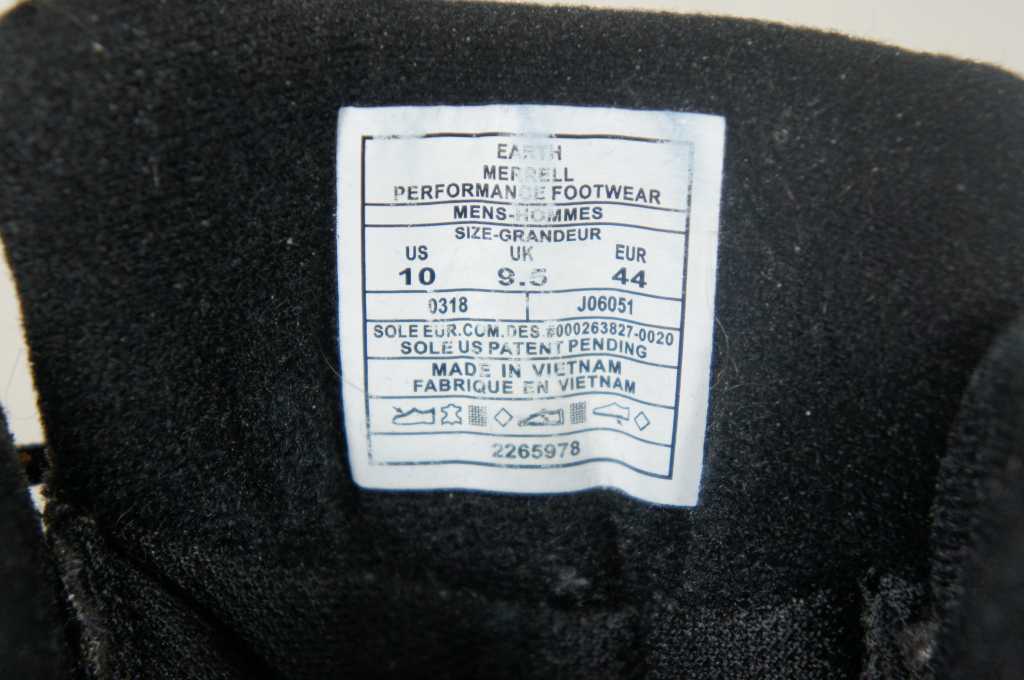 EARTH
MERRELL
PERFORMANCE FOOTWEAR
MENS-HOMMES
SIZE-GRANDEUR
US UK EUR
10 9.5 44
0318 J06051
SOLE EUR.COM.DES.#000263827-0020
SOLE US PATENT PENDING
MADE IN VIETNAM
FABRIQUE EN VIETNAM
2265978